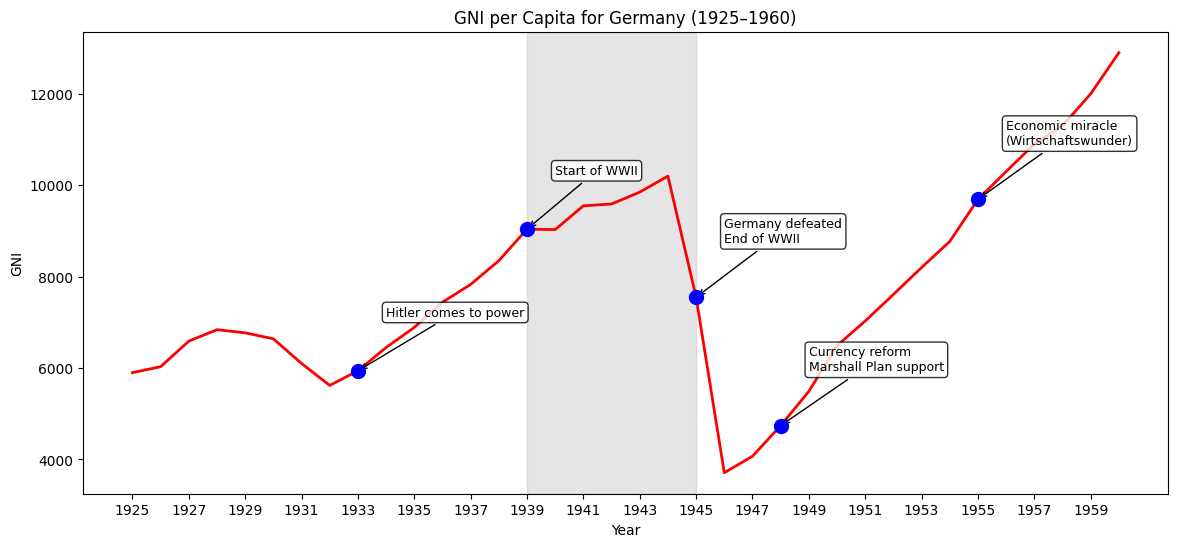 GNI per Capita for Germany (1925–1960)
GNI
12000
10000
8000
6000
4000
Economic miracle
(Wirtschaftswunder)
Start of WWII
Germany defeated
End of WWII
Hitler comes to power
Currency reform
Marshall Plan support
1925 1927 1929 1931 1933 1935 1937 1939 1941 1943 1945 1947 1949 1951 1953 1955 1957 1959
Year